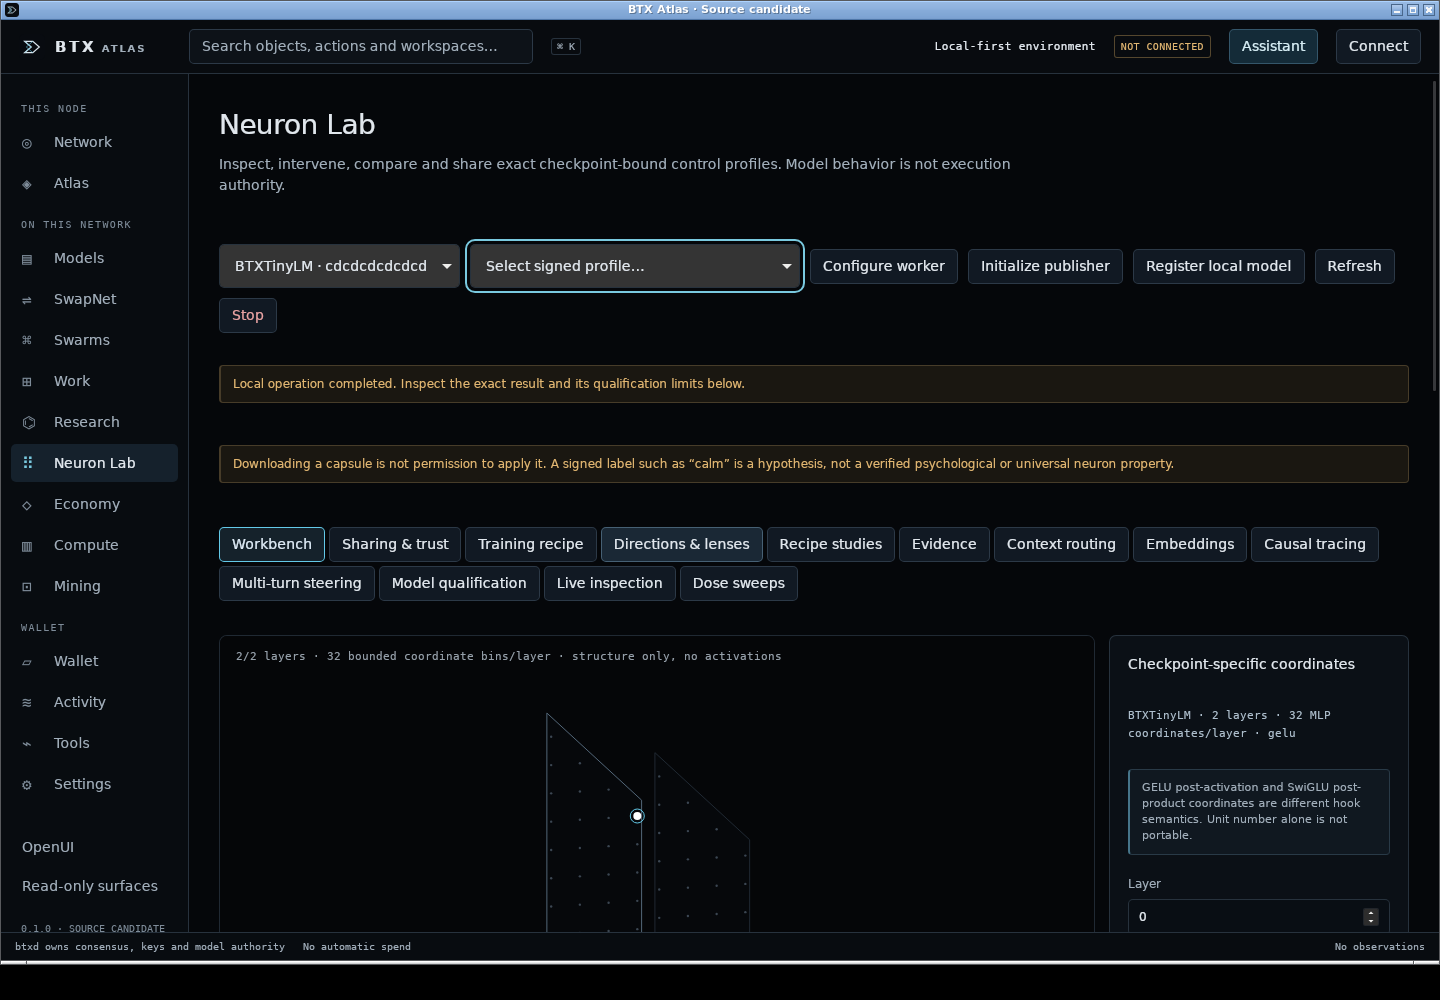 BTX Atlas · Source candidate
BTX ATLAS
Search objects, actions and workspaces...
⌘ K
Local-first environment
NOT CONNECTED
Assistant
Connect
THIS NODE
Network
Atlas
ON THIS NETWORK
Models
SwapNet
Swarms
Work
Research
Neuron Lab
Economy
Compute
Mining
WALLET
Wallet
Activity
Tools
Settings
OpenUI
Read-only surfaces
0.1.0 · SOURCE CANDIDATE
Neuron Lab
Inspect, intervene, compare and share exact checkpoint-bound control profiles. Model behavior is not execution
authority.
BTXTinyLM · cdcdcdcdcdcd
Select signed profile...
Configure worker
Initialize publisher
Register local model
Refresh
Stop
Local operation completed. Inspect the exact result and its qualification limits below.
Downloading a capsule is not permission to apply it. A signed label such as “calm” is a hypothesis, not a verified psychological or universal neuron property.
Workbench
Sharing & trust
Training recipe
Directions & lenses
Recipe studies
Evidence
Context routing
Embeddings
Causal tracing
Multi-turn steering
Model qualification
Live inspection
Dose sweeps
2/2 layers · 32 bounded coordinate bins/layer · structure only, no activations
Checkpoint-specific coordinates
BTXTinyLM · 2 layers · 32 MLP
coordinates/layer · gelu
GELU post-activation and SwiGLU post-
product coordinates are different hook
semantics. Unit number alone is not
portable.
Layer
0
btxd owns consensus, keys and model authority
No automatic spend
No observations